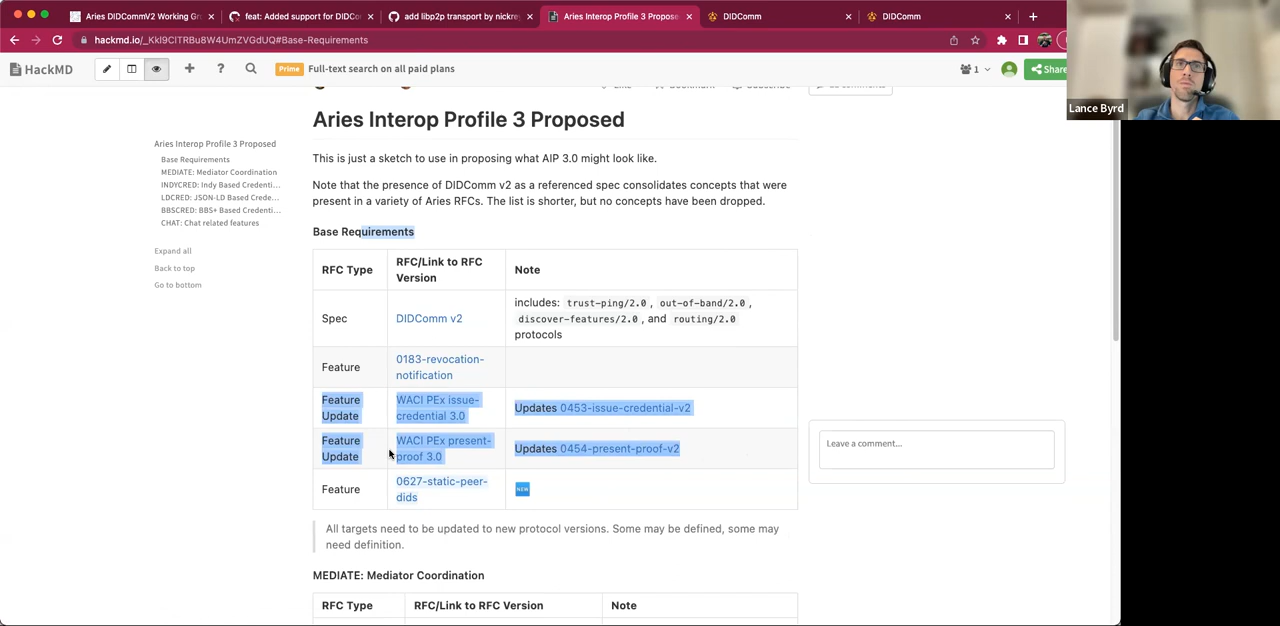 Aries DIDCommV2 Working Gr
feat: Added support for DIDCo
add libp2p transport by nickre
Aries Interop Profile 3 Propose
DIDComm
DIDComm
hackmd.io/_KkI9ClTRBu8W4UmZVGdUQ#Base-Requirements
HackMD
Prime
Full-text search on all paid plans
1
Share
Lance Byrd
Aries Interop Profile 3 Proposed
Base Requirements
MEDIATE: Mediator Coordination
INDYCRED: Indy Based Credenti...
LDCRED: JSON-LD Based Crede...
BBSCRED: BBS+ Based Credenti...
CHAT: Chat related features
Expand all
Back to top
Go to bottom
Aries Interop Profile 3 Proposed
This is just a sketch to use in proposing what AIP 3.0 might look like.
Note that the presence of DIDComm v2 as a referenced spec consolidates concepts that were
present in a variety of Aries RFCs. The list is shorter, but no concepts have been dropped.
Base Requirements
RFC Type
RFC/Link to RFC
Version
Note
Spec
DIDComm v2
includes: trust-ping/2.0, out-of-band/2.0,
discover-features/2.0, and routing/2.0
protocols
Feature
0183-revocation-
notification
Feature
Update
WACI PEx issue-
credential 3.0
Updates 0453-issue-credential-v2
Feature
Update
WACI PEx present-
proof 3.0
Updates 0454-present-proof-v2
Feature
0627-static-peer-
dids
NEW
All targets need to be updated to new protocol versions. Some may be defined, some may
need definition.
MEDIATE: Mediator Coordination
RFC Type
RFC/Link to RFC Version
Note
Leave a comment...